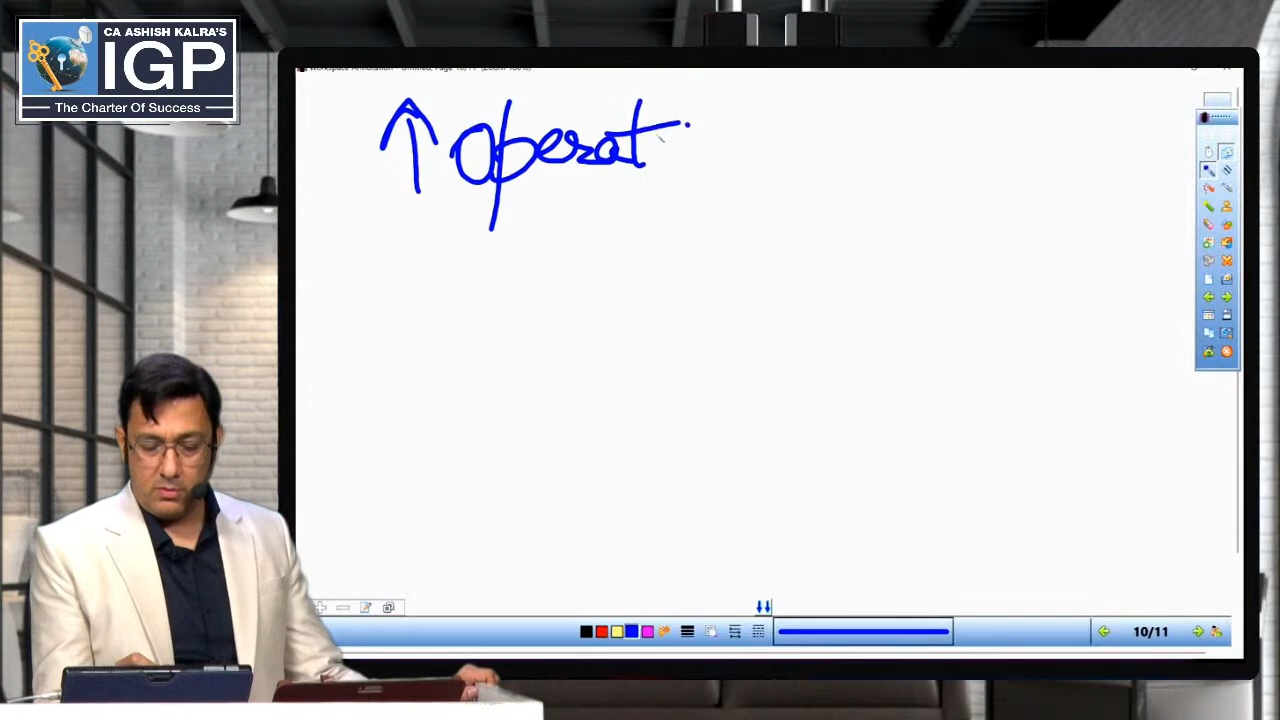 CA ASHISH KALRA'S
IGP
The Charter Of Success
↑ Operat
10/11